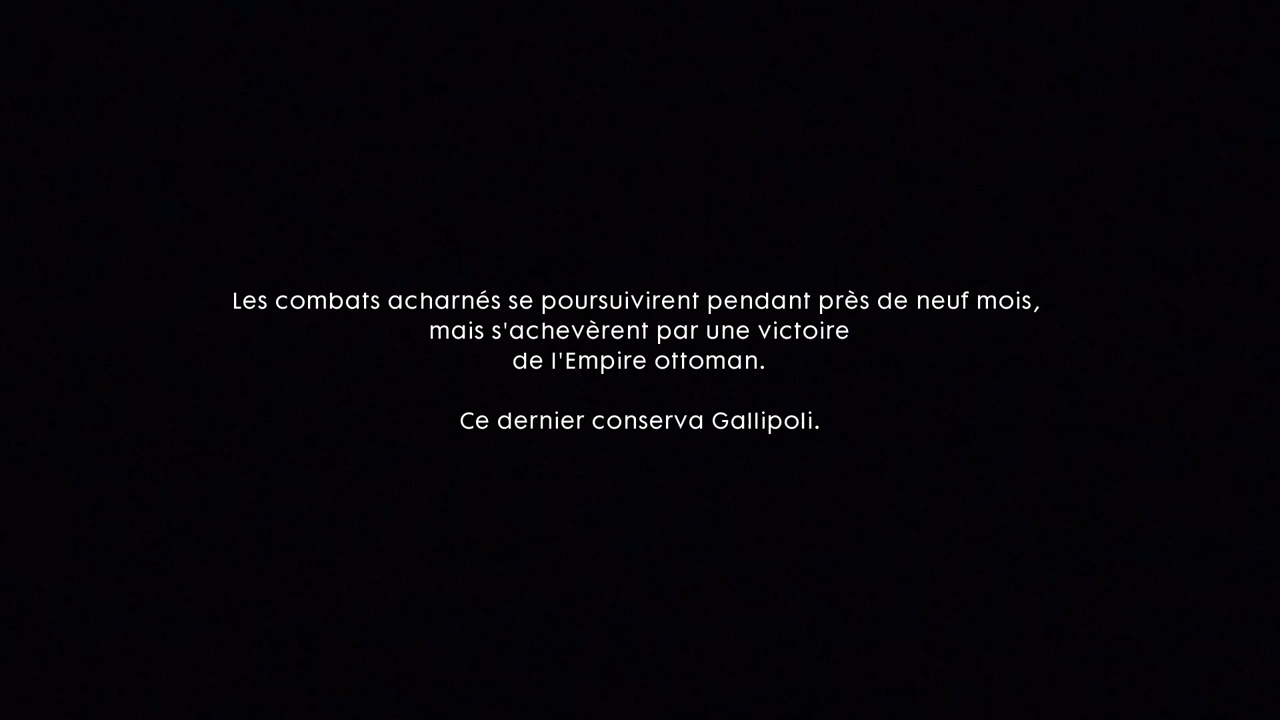 Les combats acharnés se poursuivirent pendant près de neuf mois,
mais s'achevèrent par une victoire
de l'Empire ottoman.
Ce dernier conserva Gallipoli.